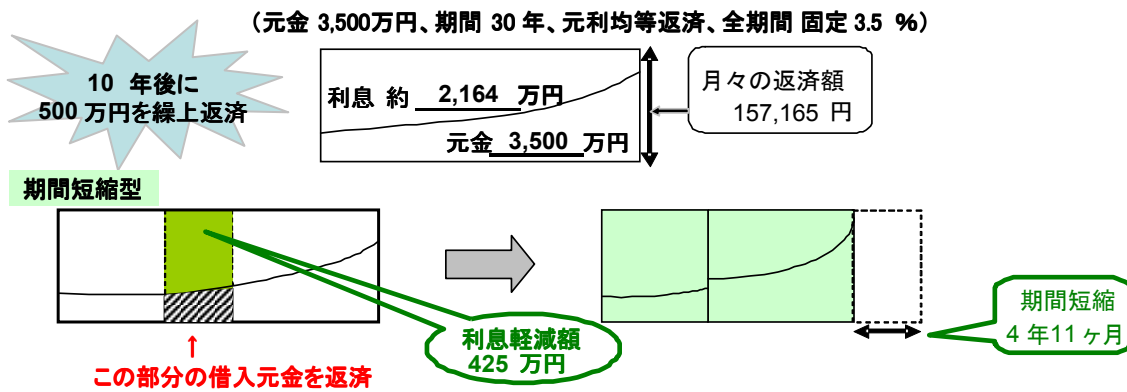 （元金 3,500万円、期間 30 年、元利均等返済、全期間 固定 3.5 ％）
10 年後に
500 万円を繰上返済
利息 約 2,164 万円
元金 3,500 万円
月々の返済額
157,165 円
期間短縮型
利息軽減額
425 万円
期間短縮
4 年11 ヶ月
この部分の借入元金を返済